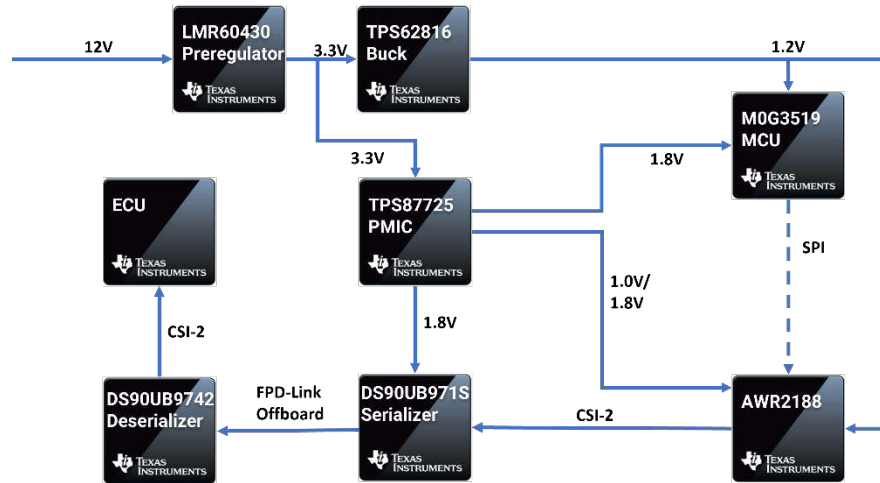 12V
LMR60430
Preregulator
TEXAS
INSTRUMENTS
3.3V
TPS62816
Buck
TEXAS
INSTRUMENTS
1.2V
M0G3519
MCU
TEXAS
INSTRUMENTS
3.3V
1.8V
ECU
TEXAS
INSTRUMENTS
TPS87725
PMIC
TEXAS
INSTRUMENTS
SPI
1.0V/
1.8V
1.8V
CSI-2
DS90UB9742
Deserializer
TEXAS
INSTRUMENTS
FPD-Link
Offboard
DS90UB971S
Serializer
TEXAS
INSTRUMENTS
CSI-2
AWR2188
TEXAS
INSTRUMENTS